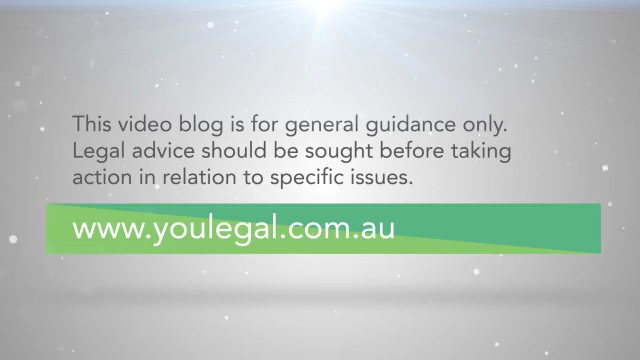 This video blog is for general guidance only.
Legal advice should be sought before taking
action in relation to specific issues.
www.youlegal.com.au